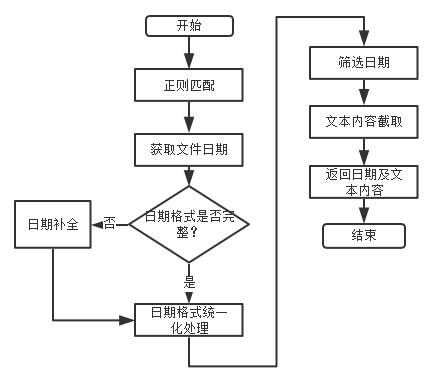 开始
正则匹配
获取文件日期
日期格式是否完
整?
否
日期补全
是
日期格式统一
化处理
筛选日期
文本内容截取
返回日期及文
本内容
结束